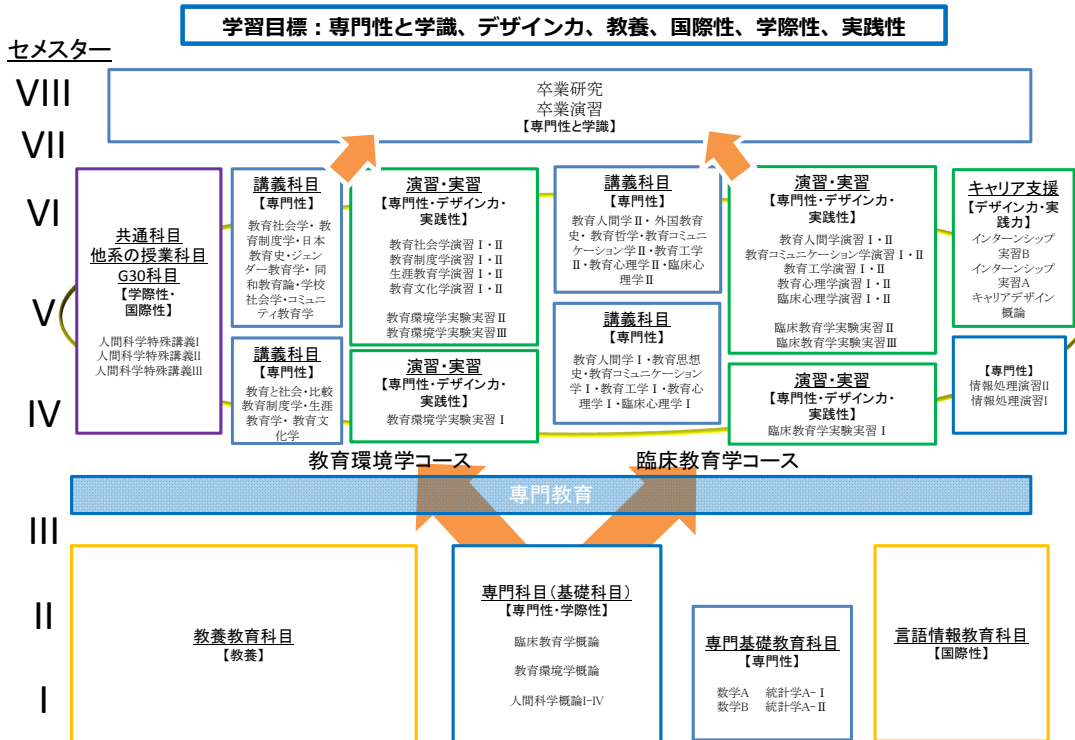 学習目標：専門性と学識、デザイン力、教養、国際性、学際性、実践性
セメスター
VIII
VII
VI
V
IV
III
II
I
卒業研究
卒業演習
【専門性と学識】
共通科目
他系の授業科目
G30科目
【学際性・
国際性】
人間科学特殊講義I
人間科学特殊講義II
人間科学特殊講義III
講義科目
【専門性】
教育社会学・教
育制度学・日本
教育史・ジェン
ダー教育学・同
和教育論・学校
社会学・コミュニ
ティ教育学
講義科目
【専門性】
教育と社会・比較
教育制度学・生涯
教育学・教育文
化学
演習・実習
【専門性・デザイン力・
実践性】
教育社会学演習Ⅰ・Ⅱ
教育制度学演習Ⅰ・Ⅱ
生涯教育学演習Ⅰ・Ⅱ
教育文化学演習Ⅰ・Ⅱ
教育環境学実験実習Ⅱ
教育環境学実験実習Ⅲ
演習・実習
【専門性・デザイン力・
実践性】
教育環境学実験実習Ⅰ
講義科目
【専門性】
教育人間学Ⅱ・外国教育
史・教育哲学・教育コミュニ
ケーション学Ⅱ・教育工学
Ⅱ・教育心理学Ⅱ・臨床心
理学Ⅱ
講義科目
【専門性】
教育人間学Ⅰ・教育思想
史・教育コミュニケーション
学Ⅰ・教育工学Ⅰ・教育心
理学Ⅰ・臨床心理学Ⅰ
演習・実習
【専門性・デザイン力・
実践性】
教育人間学演習Ⅰ・Ⅱ
教育コミュニケーション学演習Ⅰ・Ⅱ
教育工学演習Ⅰ・Ⅱ
教育心理学演習Ⅰ・Ⅱ
臨床心理学演習Ⅰ・Ⅱ
臨床教育学実験実習Ⅱ
臨床教育学実験実習Ⅲ
演習・実習
【専門性・デザイン力・
実践性】
臨床教育学実験実習Ⅰ
キャリア支援
【デザイン力・実
践力】
インターンシップ
実習B
インターンシップ
実習A
キャリアデザイン
概論
【専門性】
情報処理演習II
情報処理演習I
教育環境学コース
臨床教育学コース
専門教育
教養教育科目
【教養】
専門科目（基礎科目）
【専門性・学際性】
臨床教育学概論
教育環境学概論
人間科学概論I-IV
専門基礎教育科目
【専門性】
数学A 統計学A-Ⅰ
数学B 統計学A-Ⅱ
言語情報教育科目
【国際性】